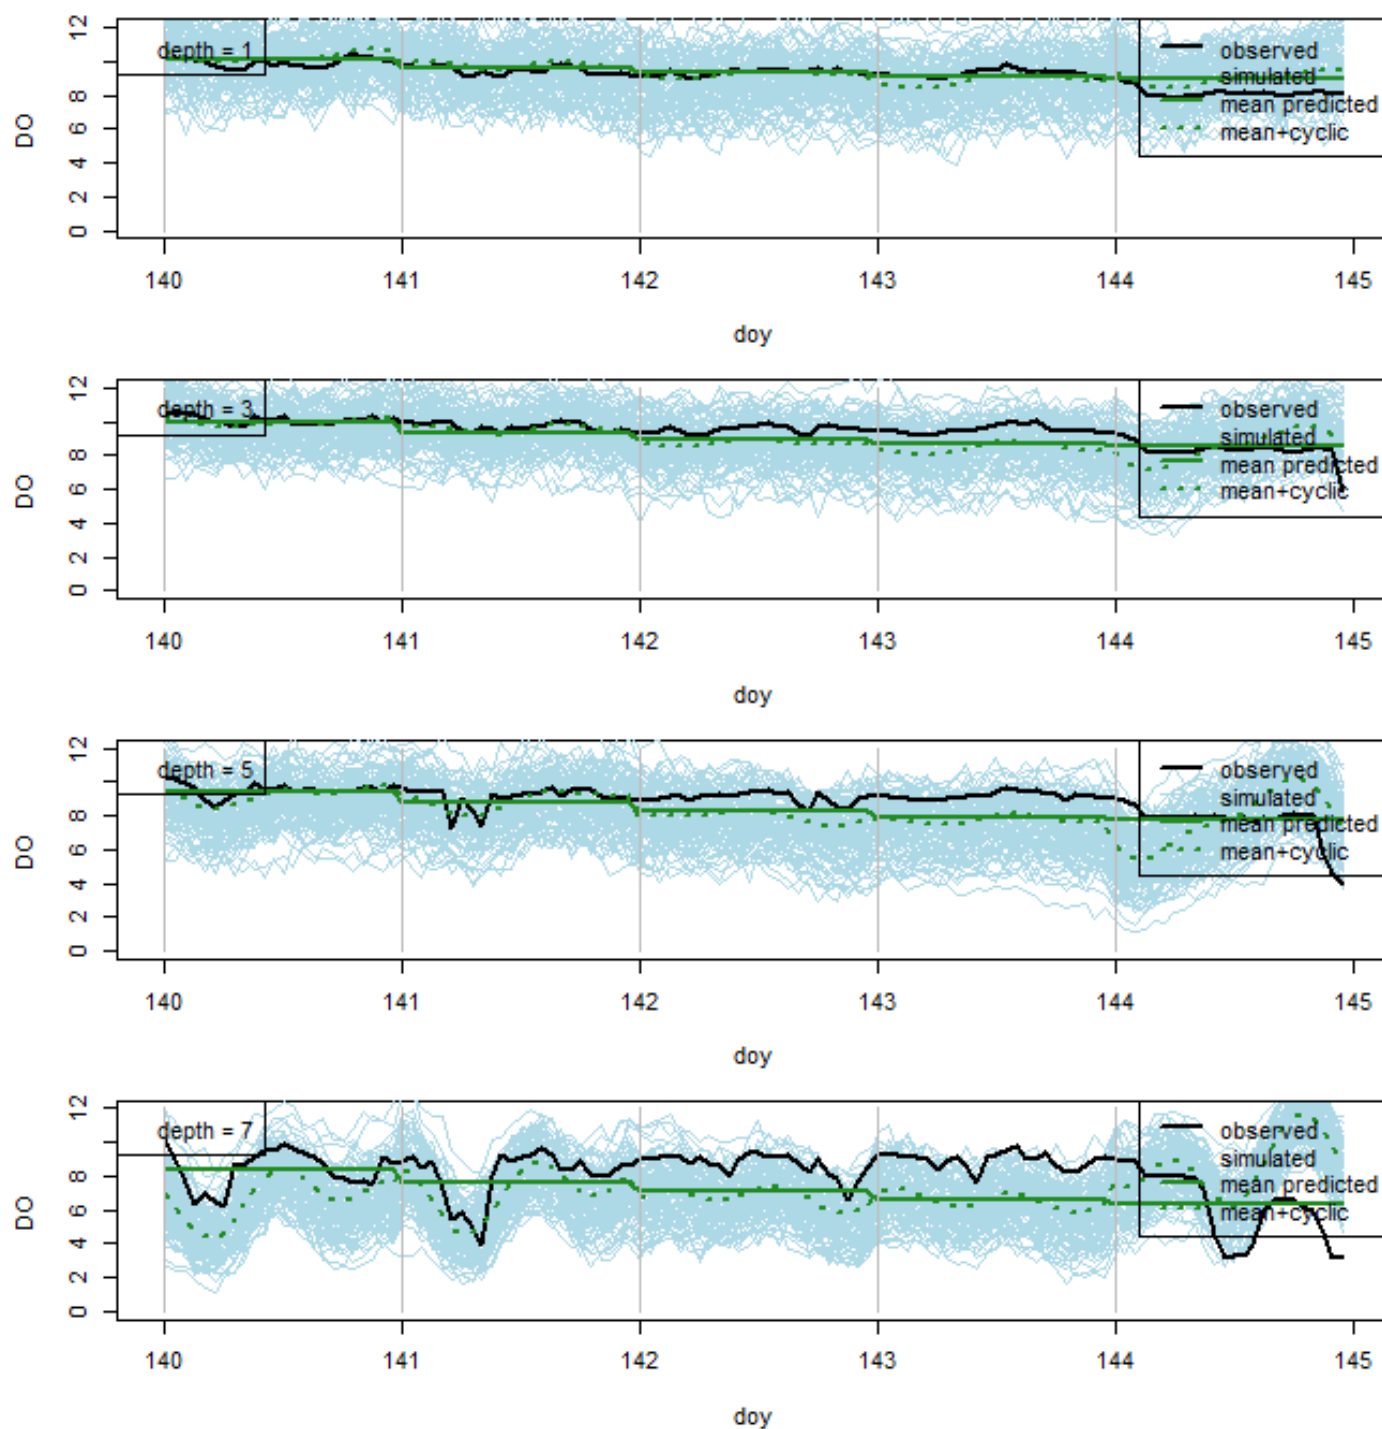 DO
12
8
6
4
2
0
depth = 1
observed
simulated
mean predicted
mean+cyclic
140 141 142 143 144 145
doy
DO
12
8
6
4
2
0
depth = 3
observed
simulated
mean predicted
mean+cyclic
140 141 142 143 144 145
doy
DO
12
8
6
4
2
0
depth = 5
observed
simulated
mean predicted
mean+cyclic
140 141 142 143 144 145
doy
DO
12
8
6
4
2
0
depth = 7
observed
simulated
mean predicted
mean+cyclic
140 141 142 143 144 145
doy